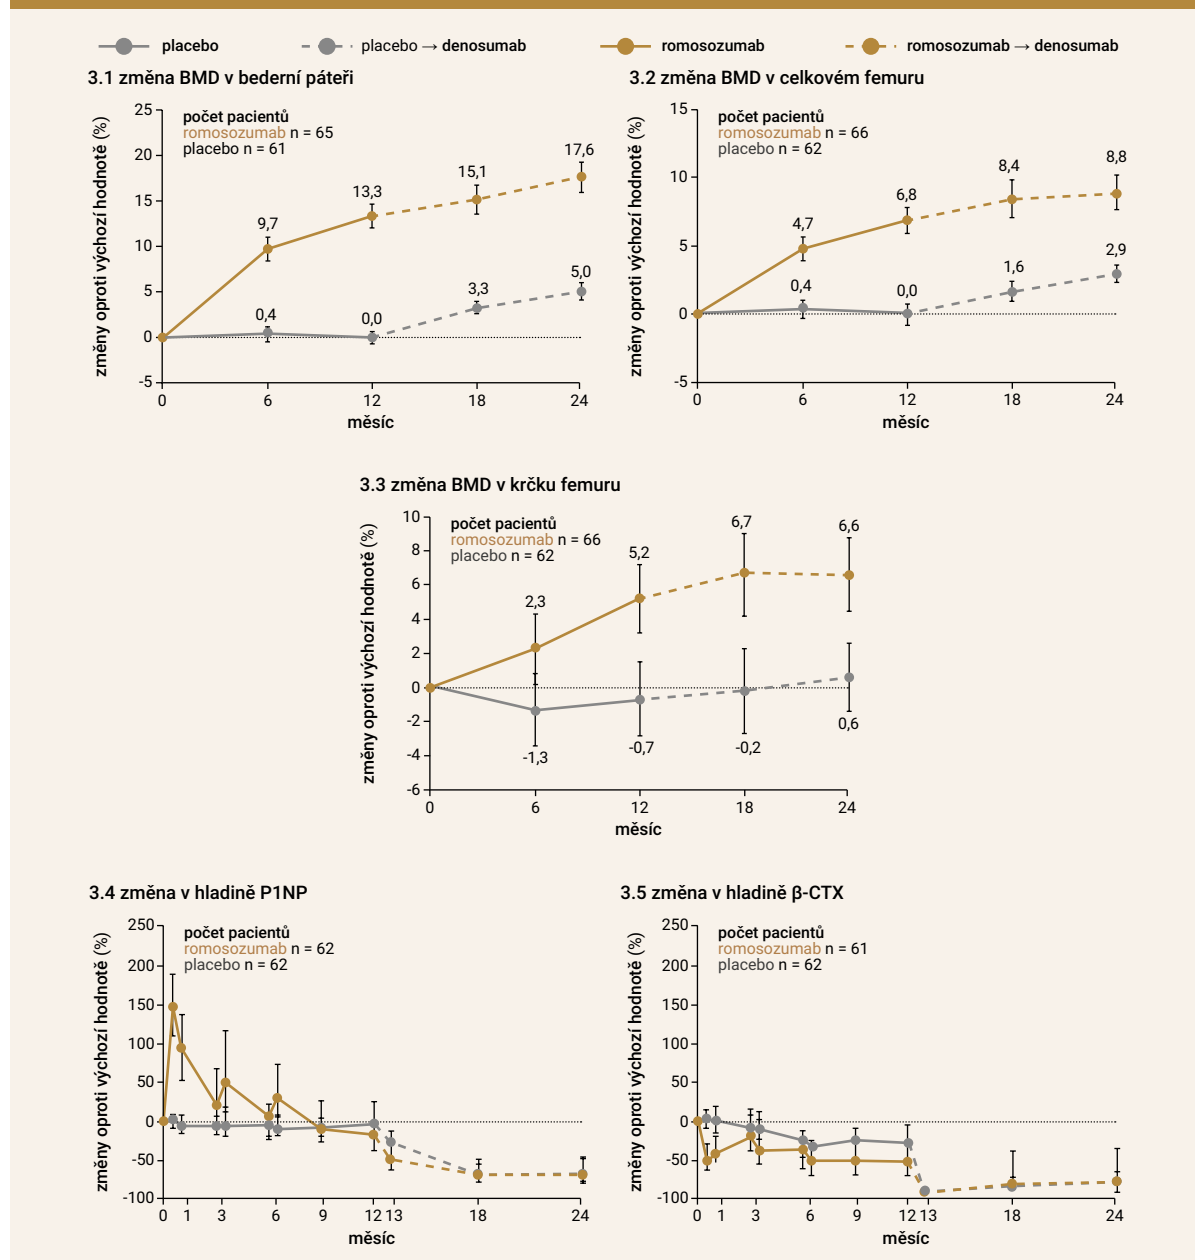 placebo
placebo → denosumab
romosozumab
romosozumab → denosumab
3.1 změna BMD v bederní páteři
změny oproti výchozí hodnotě (%)
25
20
15
10
5
0
-5
počet pacientů
romosozumab n = 65
placebo n = 61
9,7
13,3
15,1
17,6
0,4
0,0
3,3
5,0
0
6
12
18
24
měsíc
3.2 změna BMD v celkovém femuru
změny oproti výchozí hodnotě (%)
15
10
5
0
-5
počet pacientů
romosozumab n = 66
placebo n = 62
4,7
6,8
8,4
8,8
0,4
0,0
1,6
2,9
0
6
12
18
24
měsíc
3.3 změna BMD v krčku femuru
změny oproti výchozí hodnotě (%)
10
8
6
4
2
0
-2
-4
-6
počet pacientů
romosozumab n = 66
placebo n = 62
2,3
5,2
6,7
6,6
-1,3
-0,7
-0,2
0,6
0
6
12
18
24
měsíc
3.4 změna v hladině P1NP
změny oproti výchozí hodnotě (%)
250
200
150
100
50
0
-50
-100
počet pacientů
romosozumab n = 62
placebo n = 62
0
1
3
6
9
12
13
18
24
měsíc
3.5 změna v hladině β-CTX
změny oproti výchozí hodnotě (%)
250
200
150
100
50
0
-50
-100
počet pacientů
romosozumab n = 61
placebo n = 62
0
1
3
6
9
12
13
18
24
měsíc